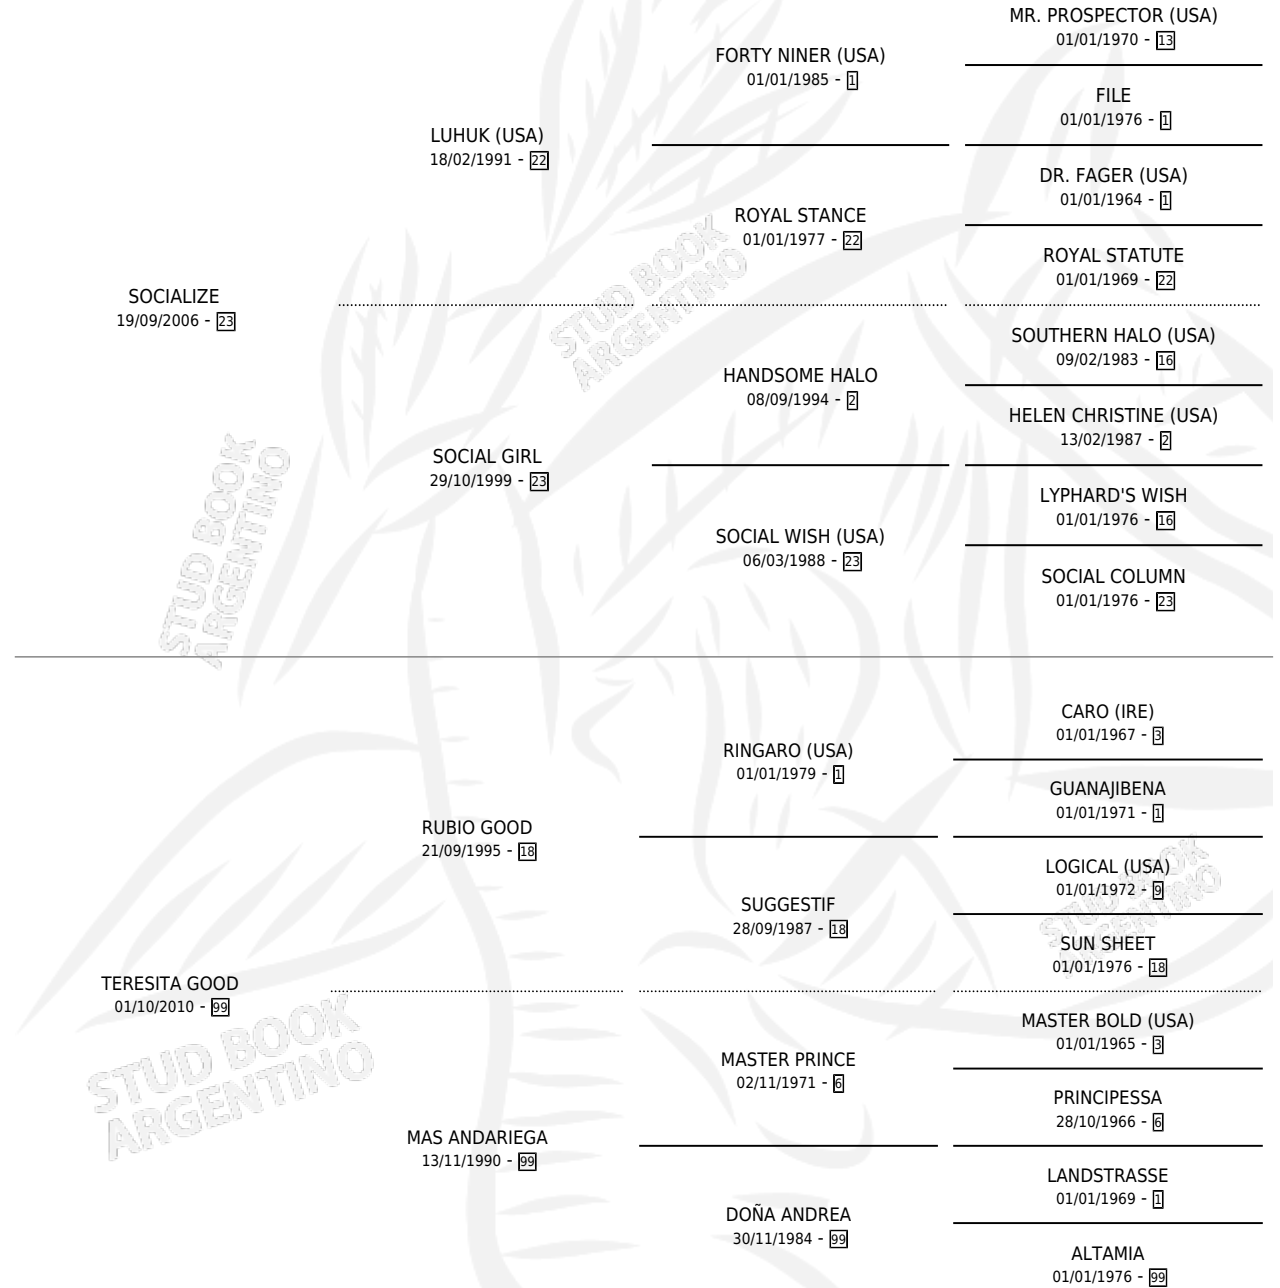 MR. PROSPECTOR (USA)
01/01/1970 - 13
FORTY NINER (USA)
01/01/1985 - 1
FILE
01/01/1976 - 1
LUHUK (USA)
18/02/1991 - 22
DR. FAGER (USA)
01/01/1964 - 1
ROYAL STANCE
01/01/1977 - 22
ROYAL STATUTE
01/01/1969 - 22
SOCIALIZE
19/09/2006 - 23
STUD BOOK
ARGENTINO
SOUTHERN HALO (USA)
09/02/1983 - 16
HANDSOME HALO
08/09/1994 - 2
HELEN CHRISTINE (USA)
13/02/1987 - 2
SOCIAL GIRL
29/10/1999 - 23
LYPHARD'S WISH
01/01/1976 - 16
SOCIAL WISH (USA)
06/03/1988 - 23
SOCIAL COLUMN
01/01/1976 - 23
STUD BOOK
ARGENTINO
CARO (IRE)
01/01/1967 - 3
RINGARO (USA)
01/01/1979 - 1
GUANAJIBENA
01/01/1971 - 1
RUBIO GOOD
21/09/1995 - 18
LOGICAL (USA)
01/01/1972 - 9
SUGGESTIF
28/09/1987 - 18
STUD BOOK
ARGENTINO
SUN SHEET
01/01/1976 - 18
TERESITA GOOD
01/10/2010 - 99
STUD BOOK
ARGENTINO
MASTER BOLD (USA)
01/01/1965 - 3
MASTER PRINCE
02/11/1971 - 6
PRINCIPESSA
28/10/1966 - 6
MAS ANDARIEGA
13/11/1990 - 99
LANDSTRASSE
01/01/1969 - 1
DOÑA ANDREA
30/11/1984 - 99
ALTAMIA
01/01/1976 - 99